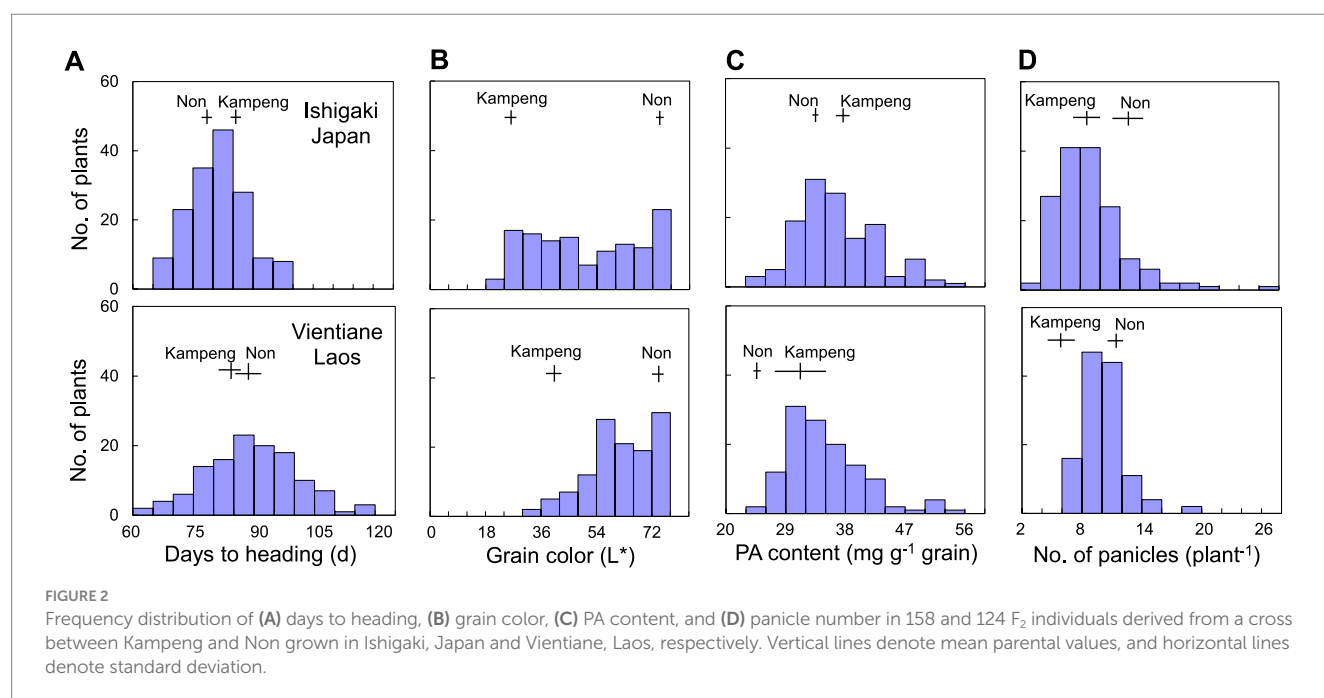 A
B
C
D
60
40
20
0
No. of plants
Non Kampeng
Ishigaki
Japan
Kampeng
Non
Non
Kampeng
Kampeng
Non
60
40
20
0
No. of plants
Vientiane
Laos
Kampeng Non
Kampeng
Non
Non
Kampeng
Kampeng
Non
60 75 90 105 120
0 18 36 54 72
20 29 38 47 56
2 8 14 20 26
Days to heading (d)
Grain color (L*)
PA content (mg g⁻¹ grain)
No. of panicles (plant⁻¹)
FIGURE 2
Frequency distribution of (A) days to heading, (B) grain color, (C) PA content, and (D) panicle number in 158 and 124 F₂ individuals derived from a cross
between Kampeng and Non grown in Ishigaki, Japan and Vientiane, Laos, respectively. Vertical lines denote mean parental values, and horizontal lines
denote standard deviation.